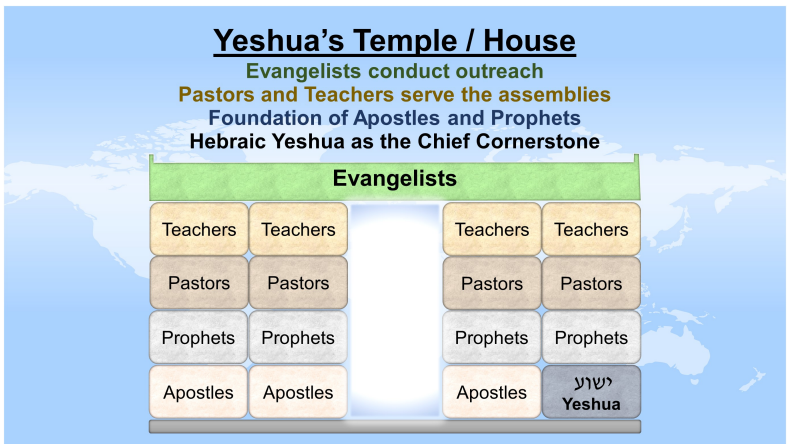 Yeshua's Temple / House
Evangelists conduct outreach
Pastors and Teachers serve the assemblies
Foundation of Apostles and Prophets
Hebraic Yeshua as the Chief Cornerstone
Evangelists
Teachers Teachers Teachers Teachers
Pastors Pastors Pastors Pastors
Prophets Prophets Prophets Prophets
Apostles Apostles Apostles ישוע
Yeshua